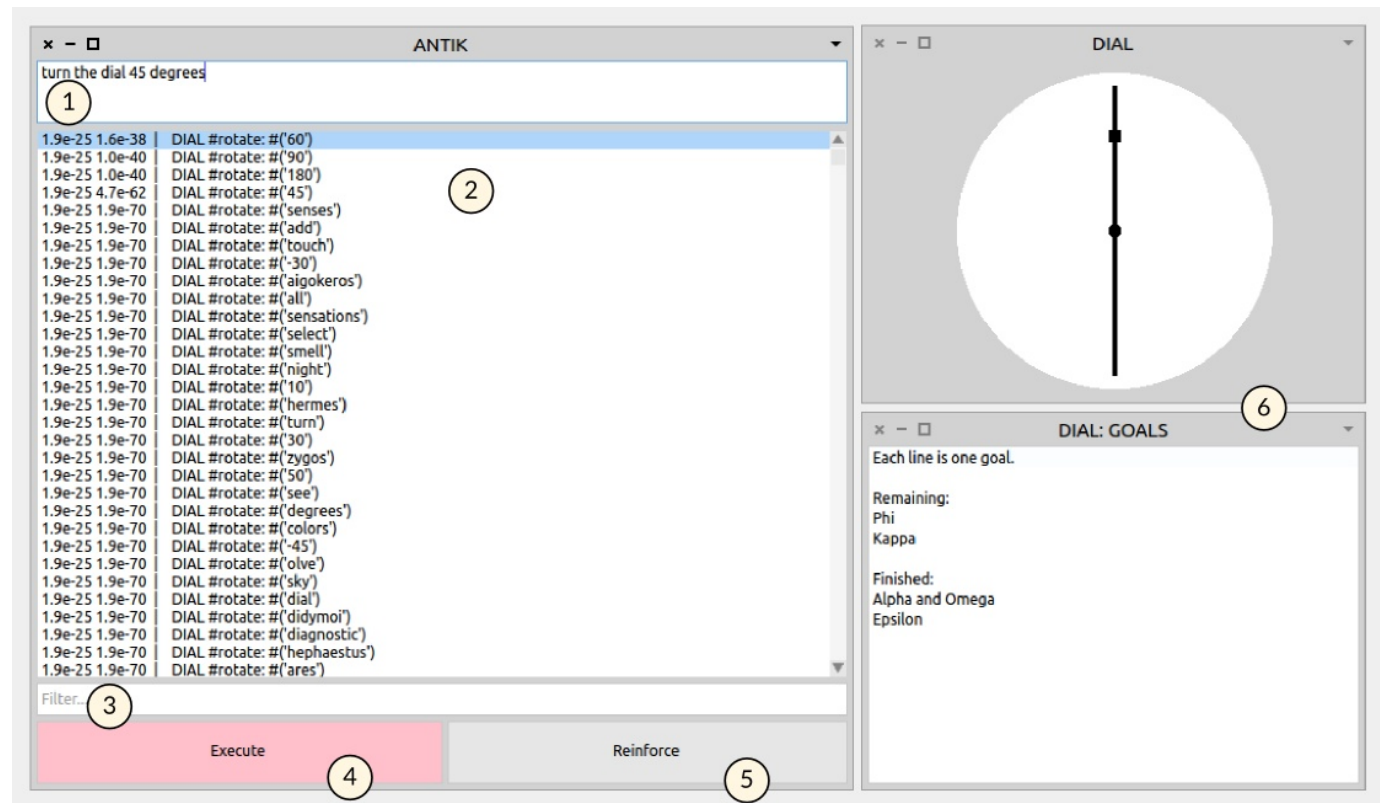 ANTIK
turn the dial 45 degrees
1
1.9e-25 1.6e-38 | DIAL #rotate: #('60')
1.9e-25 1.0e-40 | DIAL #rotate: #('90')
1.9e-25 1.0e-40 | DIAL #rotate: #('180')
1.9e-25 4.7e-62 | DIAL #rotate: #('45')
2
1.9e-25 1.9e-70 | DIAL #rotate: #('senses')
1.9e-25 1.9e-70 | DIAL #rotate: #('add')
1.9e-25 1.9e-70 | DIAL #rotate: #('touch')
1.9e-25 1.9e-70 | DIAL #rotate: #('-30')
1.9e-25 1.9e-70 | DIAL #rotate: #('aigokeros')
1.9e-25 1.9e-70 | DIAL #rotate: #('all')
1.9e-25 1.9e-70 | DIAL #rotate: #('sensations')
1.9e-25 1.9e-70 | DIAL #rotate: #('select')
1.9e-25 1.9e-70 | DIAL #rotate: #('smell')
1.9e-25 1.9e-70 | DIAL #rotate: #('night')
1.9e-25 1.9e-70 | DIAL #rotate: #('10')
1.9e-25 1.9e-70 | DIAL #rotate: #('hermes')
1.9e-25 1.9e-70 | DIAL #rotate: #('turn')
1.9e-25 1.9e-70 | DIAL #rotate: #('30')
1.9e-25 1.9e-70 | DIAL #rotate: #('zygos')
1.9e-25 1.9e-70 | DIAL #rotate: #('50')
1.9e-25 1.9e-70 | DIAL #rotate: #('see')
1.9e-25 1.9e-70 | DIAL #rotate: #('degrees')
1.9e-25 1.9e-70 | DIAL #rotate: #('colors')
1.9e-25 1.9e-70 | DIAL #rotate: #('-45')
1.9e-25 1.9e-70 | DIAL #rotate: #('olve')
1.9e-25 1.9e-70 | DIAL #rotate: #('sky')
1.9e-25 1.9e-70 | DIAL #rotate: #('dial')
1.9e-25 1.9e-70 | DIAL #rotate: #('didymoi')
1.9e-25 1.9e-70 | DIAL #rotate: #('diagnostic')
1.9e-25 1.9e-70 | DIAL #rotate: #('hephaestus')
1.9e-25 1.9e-70 | DIAL #rotate: #('ares')
Filter...
3
Execute
4
Reinforce
5
DIAL
6
DIAL: GOALS
Each line is one goal.
Remaining:
Phi
Kappa
Finished:
Alpha and Omega
Epsilon